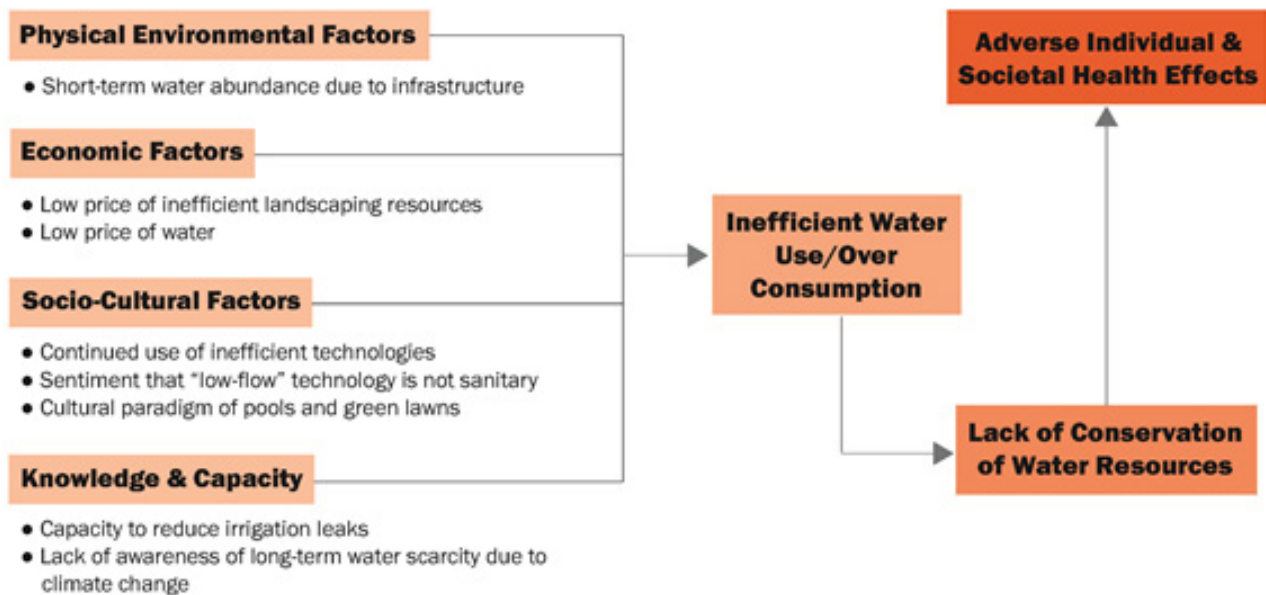 Physical Environmental Factors
● Short-term water abundance due to infrastructure
Economic Factors
● Low price of inefficient landscaping resources
● Low price of water
Socio-Cultural Factors
● Continued use of inefficient technologies
● Sentiment that “low-flow” technology is not sanitary
● Cultural paradigm of pools and green lawns
Knowledge & Capacity
● Capacity to reduce irrigation leaks
● Lack of awareness of long-term water scarcity due to
climate change
Inefficient Water
Use/Over
Consumption
Lack of Conservation
of Water Resources
Adverse Individual &
Societal Health Effects